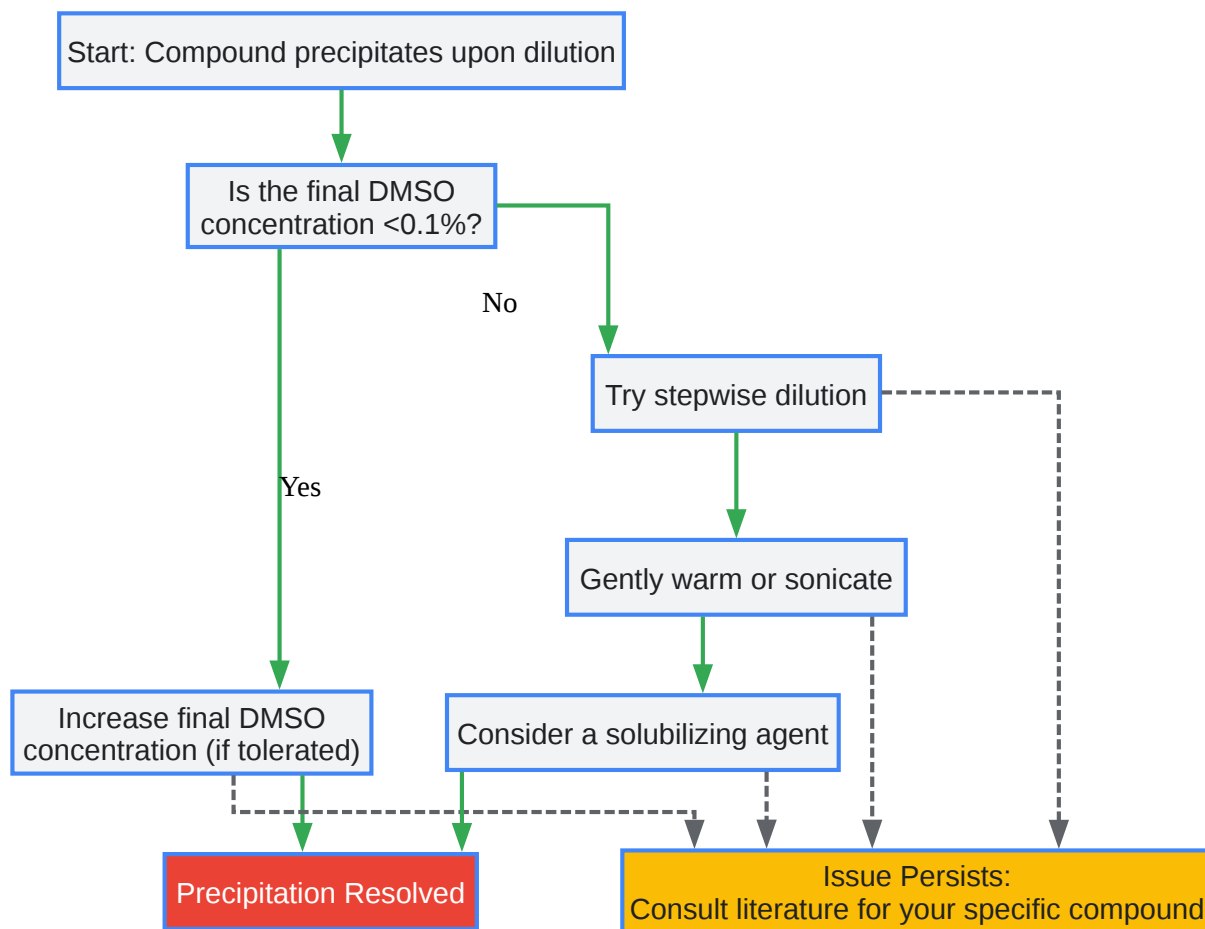 Start: Compound precipitates upon dilution
Is the final DMSO
concentration <0.1%?
No
Try stepwise dilution
Yes
Gently warm or sonicate
Increase final DMSO
concentration (if tolerated)
Consider a solubilizing agent
Precipitation Resolved
Issue Persists:
Consult literature for your specific compound